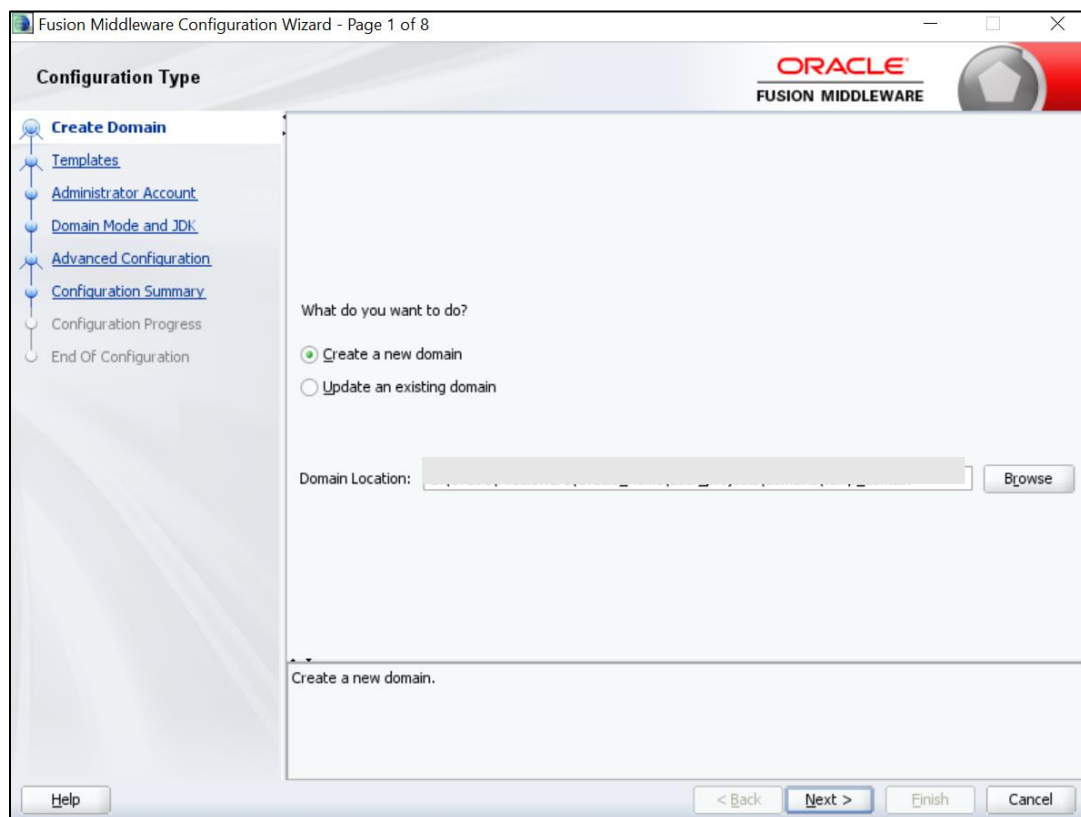 Fusion Middleware Configuration Wizard - Page 1 of 8
Configuration Type
ORACLE
FUSION MIDDLEWARE
Create Domain
Templates
Administrator Account
Domain Mode and JDK
Advanced Configuration
Configuration Summary
Configuration Progress
End Of Configuration
What do you want to do?
Create a new domain
Update an existing domain
Domain Location:
Browse
Create a new domain.
Help
< Back
Next >
Finish
Cancel